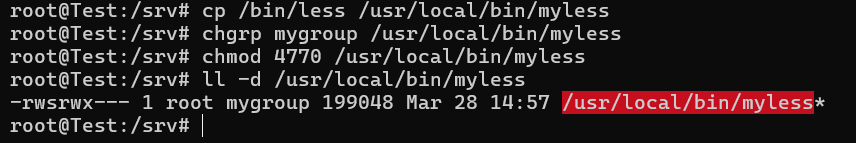 root@Test:/srv# cp /bin/less /usr/local/bin/myless
root@Test:/srv# chgrp mygroup /usr/local/bin/myless
root@Test:/srv# chmod 4770 /usr/local/bin/myless
root@Test:/srv# ll -d /usr/local/bin/myless
-rwsrwx--- 1 root mygroup 199048 Mar 28 14:57 /usr/local/bin/myless*
root@Test:/srv#